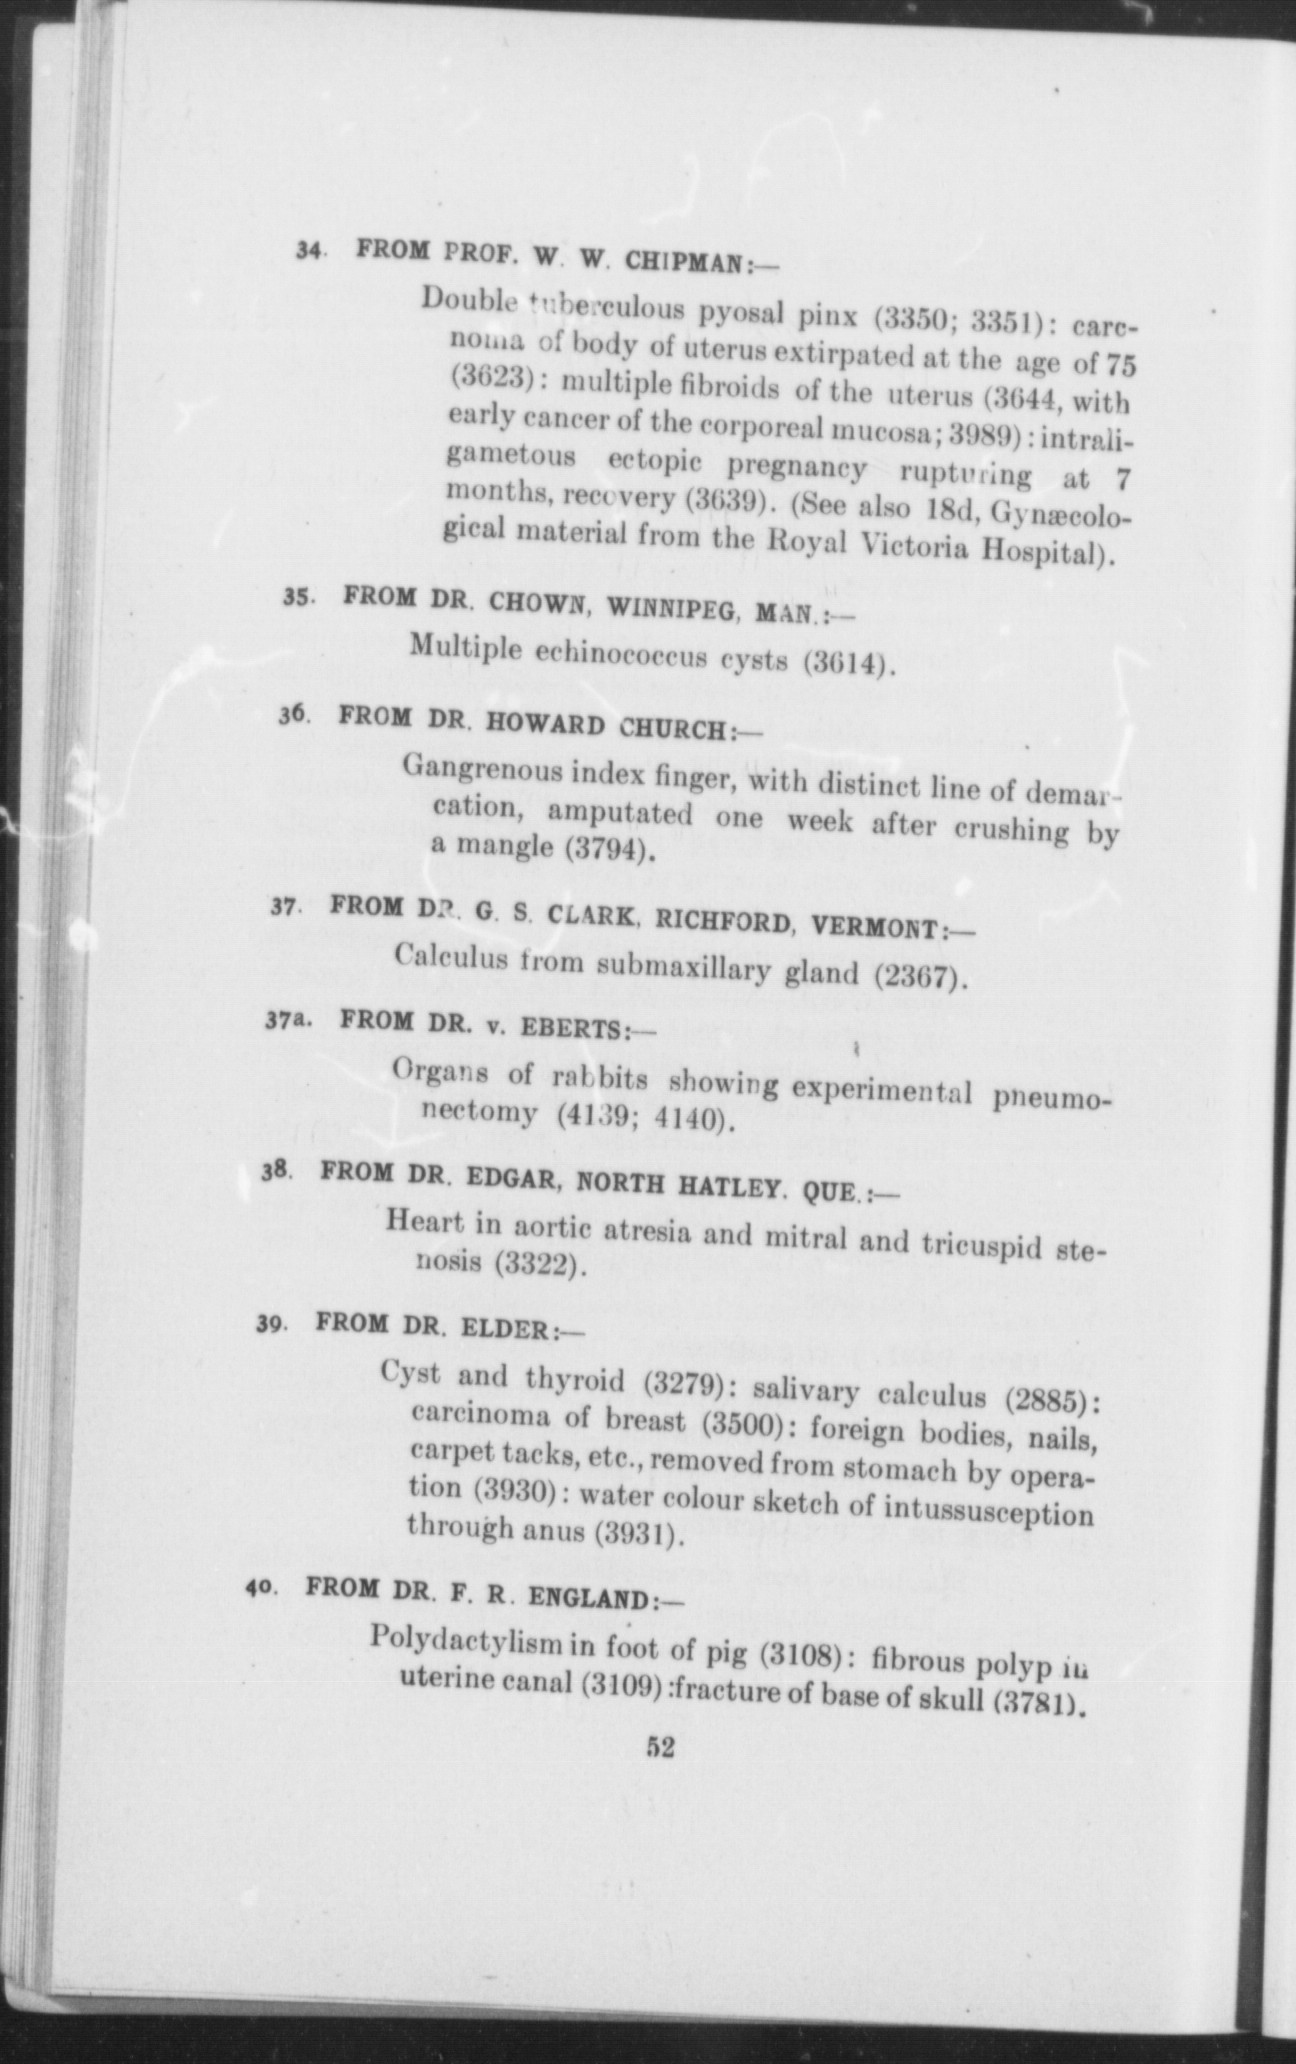 34. FROM PROF. W. W. CHIPMAN:—
Double tuberculous pyosal pinx (3350; 3351): carc-
noma of body of uterus extirpated at the age of 75
(3623): multiple fibroids of the uterus (3644, with
early cancer of the corporeal mucosa; 3989): intrali-
gametous ectopic pregnancy rupturing at 7
months, recovery (3639). (See also 18d, Gynæcolo-
gical material from the Royal Victoria Hospital).
35. FROM DR. CHOWN, WINNIPEG, MAN.:—
Multiple echinococcus cysts (3614).
36. FROM DR. HOWARD CHURCH:—
Gangrenous index finger, with distinct line of demar-
cation, amputated one week after crushing by
a mangle (3794).
37. FROM DR. G. S. CLARK, RICHFORD, VERMONT:—
Calculus from submaxillary gland (2367).
37a. FROM DR. v. EBERTS:—
Organs of rabbits showing experimental pneumo-
nectomy (4139; 4140).
38. FROM DR. EDGAR, NORTH HATLEY. QUE.:—
Heart in aortic atresia and mitral and tricuspid ste-
nosis (3322).
39. FROM DR. ELDER:—
Cyst and thyroid (3279): salivary calculus (2885):
carcinoma of breast (3500): foreign bodies, nails,
carpet tacks, etc., removed from stomach by opera-
tion (3930): water colour sketch of intussusception
through anus (3931).
40. FROM DR. F. R. ENGLAND:—
Polydactylism in foot of pig (3108): fibrous polyp in
uterine canal (3109) :fracture of base of skull (3781).
52